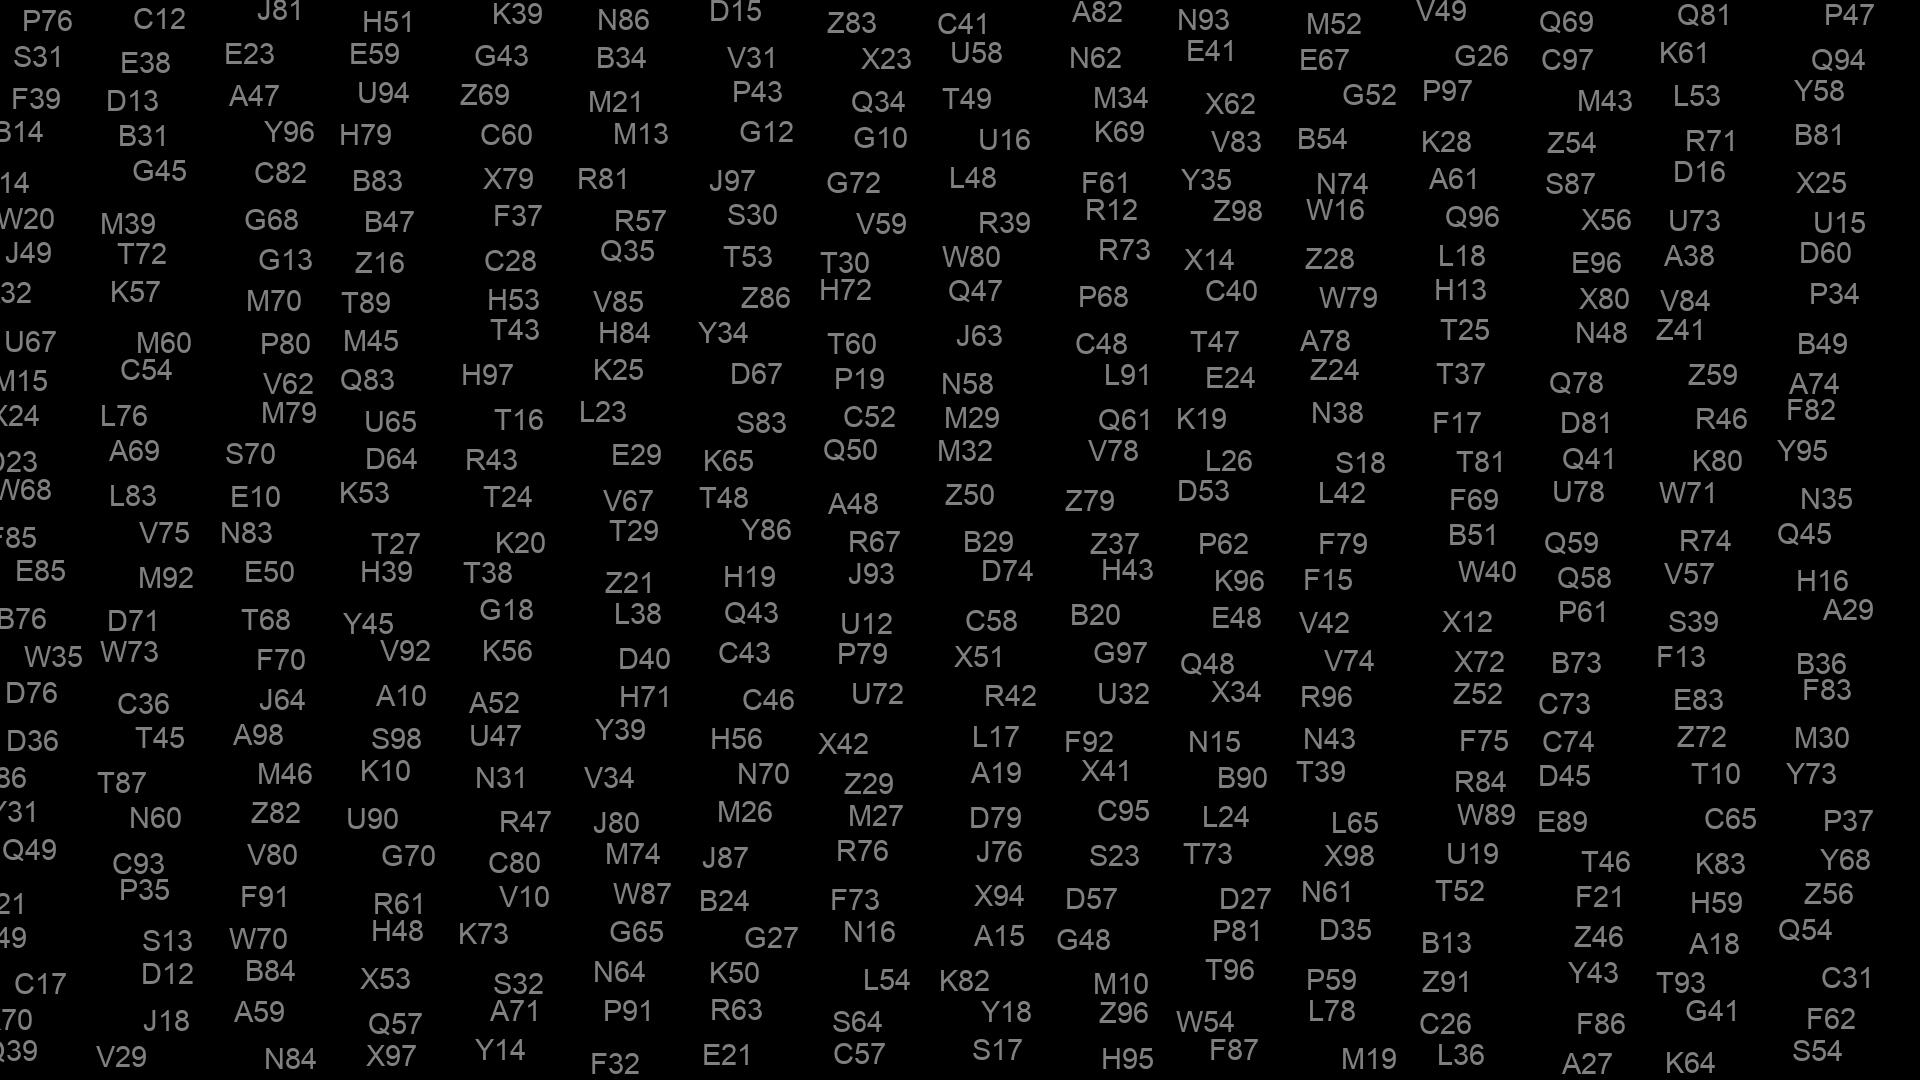 P76 C12 J81 H51 K39 N86 D15 Z83 C41 A82 N93 M52 V49 Q69 Q81 P47
S31 E38 E23 E59 G43 B34 V31 X23 U58 N62 E41 E67 G26 C97 K61 Q94
F39 D13 A47 U94 Z69 M21 P43 Q34 T49 M34 X62 G52 P97 M43 L53 Y58
B14 B31 Y96 H79 C60 M13 G12 G10 U16 K69 V83 B54 K28 Z54 R71 B81
14 G45 C82 B83 X79 R81 J97 G72 L48 F61 Y35 N74 A61 S87 D16 X25
W20 M39 G68 B47 F37 R57 S30 V59 R39 R12 Z98 W16 Q96 X56 U73 U15
J49 T72 G13 Z16 C28 Q35 T53 T30 W80 R73 X14 Z28 L18 E96 A38 D60
32 K57 M70 T89 H53 V85 Z86 H72 Q47 P68 C40 W79 H13 X80 V84 P34
U67 M60 P80 M45 T43 H84 Y34 T60 J63 C48 T47 A78 T25 N48 Z41 B49
M15 C54 V62 Q83 H97 K25 D67 P19 N58 L91 E24 Z24 T37 Q78 Z59 A74
X24 L76 M79 U65 T16 L23 S83 C52 M29 Q61 K19 N38 F17 D81 R46 F82
23 A69 S70 D64 R43 E29 K65 Q50 M32 V78 L26 S18 T81 Q41 K80 Y95
W68 L83 E10 K53 T24 V67 T48 A48 Z50 Z79 D53 L42 F69 U78 W71 N35
85 V75 N83 T27 K20 T29 Y86 R67 B29 Z37 P62 F79 B51 Q59 R74 Q45
E85 M92 E50 H39 T38 Z21 H19 J93 D74 H43 K96 F15 W40 Q58 V57 H16
B76 D71 T68 Y45 G18 L38 Q43 U12 C58 B20 E48 V42 X12 P61 S39 A29
W35 W73 F70 V92 K56 D40 C43 P79 X51 G97 Q48 V74 X72 B73 F13 B36
D76 C36 J64 A10 A52 H71 C46 U72 R42 U32 X34 R96 Z52 C73 E83 F83
D36 T45 A98 S98 U47 Y39 H56 X42 L17 F92 N15 N43 F75 C74 Z72 M30
86 T87 M46 K10 N31 V34 N70 Z29 A19 X41 B90 T39 R84 D45 T10 Y73
Y31 N60 Z82 U90 R47 J80 M26 M27 D79 C95 L24 L65 W89 E89 C65 P37
Q49 C93 V80 G70 C80 M74 J87 R76 J76 S23 T73 X98 U19 T46 K83 Y68
21 P35 F91 R61 V10 W87 B24 F73 X94 D57 D27 N61 T52 F21 H59 Z56
49 S13 W70 H48 K73 G65 G27 N16 A15 G48 P81 D35 B13 Z46 A18 Q54
C17 D12 B84 X53 S32 N64 K50 L54 K82 M10 T96 P59 Z91 Y43 T93 C31
70 J18 A59 Q57 A71 P91 R63 S64 Y18 Z96 W54 L78 C26 F86 G41 F62
39 V29 N84 X97 Y14 F32 E21 C57 S17 H95 F87 M19 L36 A27 K64 S54